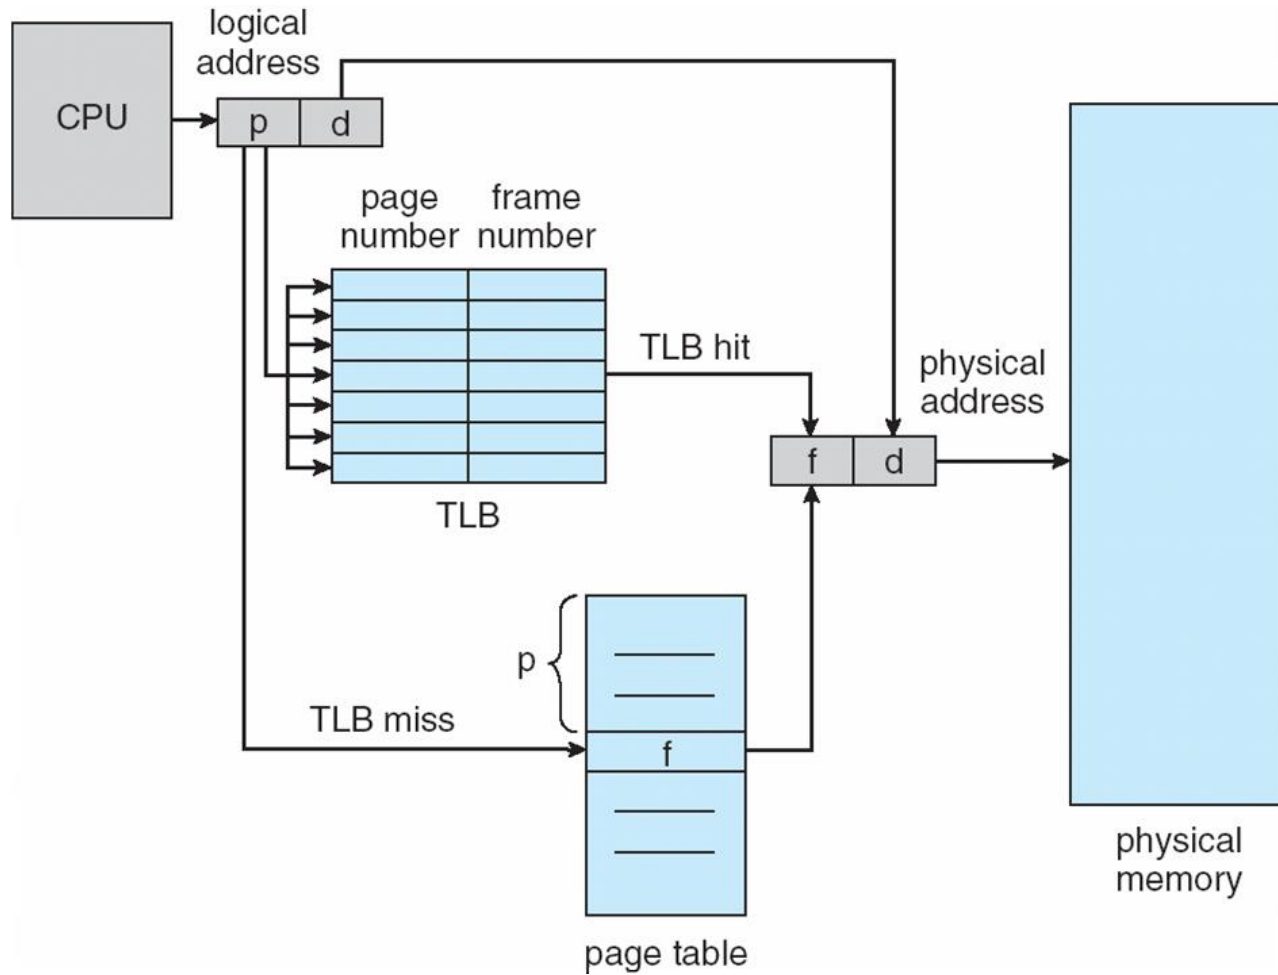 logical
address
CPU
p
d
page
number
frame
number
TLB hit
physical
address
f
d
TLB
p
TLB miss
f
physical
memory
page table